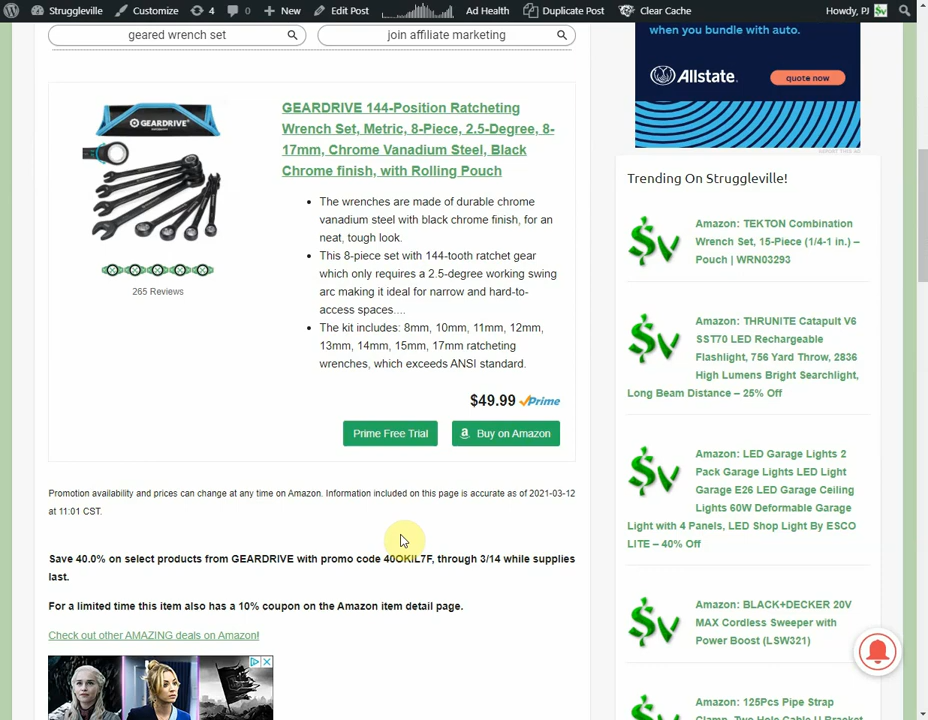 Struggleville Customize 4 0 New Edit Post Ad Health Duplicate Post Clear Cache Howdy, PJ
geared wrench set
join affiliate marketing
when you bundle with auto.
Allstate. quote now
REPORT THIS AD
GEARDRIVE
GEARDRIVE 144-Position Ratcheting
Wrench Set, Metric, 8-Piece, 2.5-Degree, 8-
17mm, Chrome Vanadium Steel, Black
Chrome finish, with Rolling Pouch
• The wrenches are made of durable chrome
vanadium steel with black chrome finish, for an
neat, tough look.
• This 8-piece set with 144-tooth ratchet gear
which only requires a 2.5-degree working swing
arc making it ideal for narrow and hard-to-
access spaces....
• The kit includes: 8mm, 10mm, 11mm, 12mm,
13mm, 14mm, 15mm, 17mm ratcheting
wrenches, which exceeds ANSI standard.
265 Reviews
$49.99 Prime
Prime Free Trial
Buy on Amazon
Promotion availability and prices can change at any time on Amazon. Information included on this page is accurate as of 2021-03-12
at 11:01 CST.
Save 40.0% on select products from GEARDRIVE with promo code 40OKIL7F, through 3/14 while supplies
last.
For a limited time this item also has a 10% coupon on the Amazon item detail page.
Check out other AMAZING deals on Amazon!
Trending On Struggleville!
Amazon: TEKTON Combination
Wrench Set, 15-Piece (1/4-1 in.) –
Pouch | WRN03293
Amazon: THRUNITE Catapult V6
SST70 LED Rechargeable
Flashlight, 756 Yard Throw, 2836
High Lumens Bright Searchlight,
Long Beam Distance – 25% Off
Amazon: LED Garage Lights 2
Pack Garage Lights LED Light
Garage E26 LED Garage Ceiling
Lights 60W Deformable Garage
Light with 4 Panels, LED Shop Light By ESCO
LITE – 40% Off
Amazon: BLACK+DECKER 20V
MAX Cordless Sweeper with
Power Boost (LSW321)
Amazon: 125Pcs Pipe Strap
Clamp, Two Hole Cable U Bracket